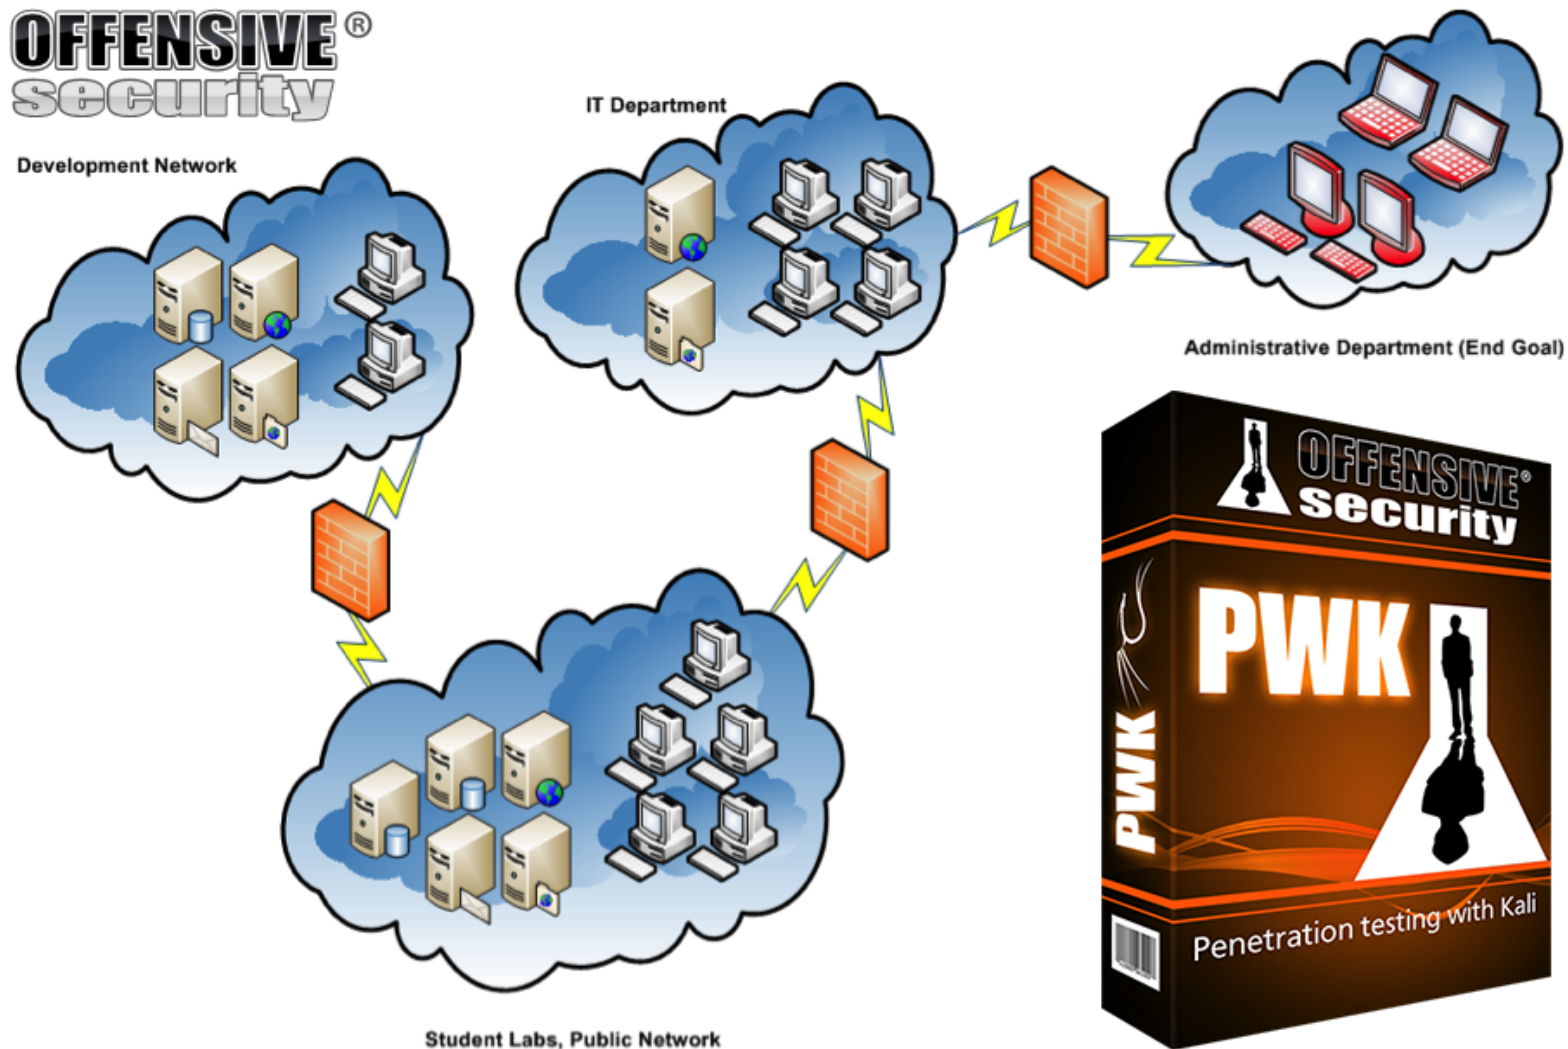 OFFENSIVE®
security
IT Department
Development Network
Administrative Department (End Goal)
OFFENSIVE®
security
PWK
PWK
Penetration testing with Kali
Student Labs, Public Network